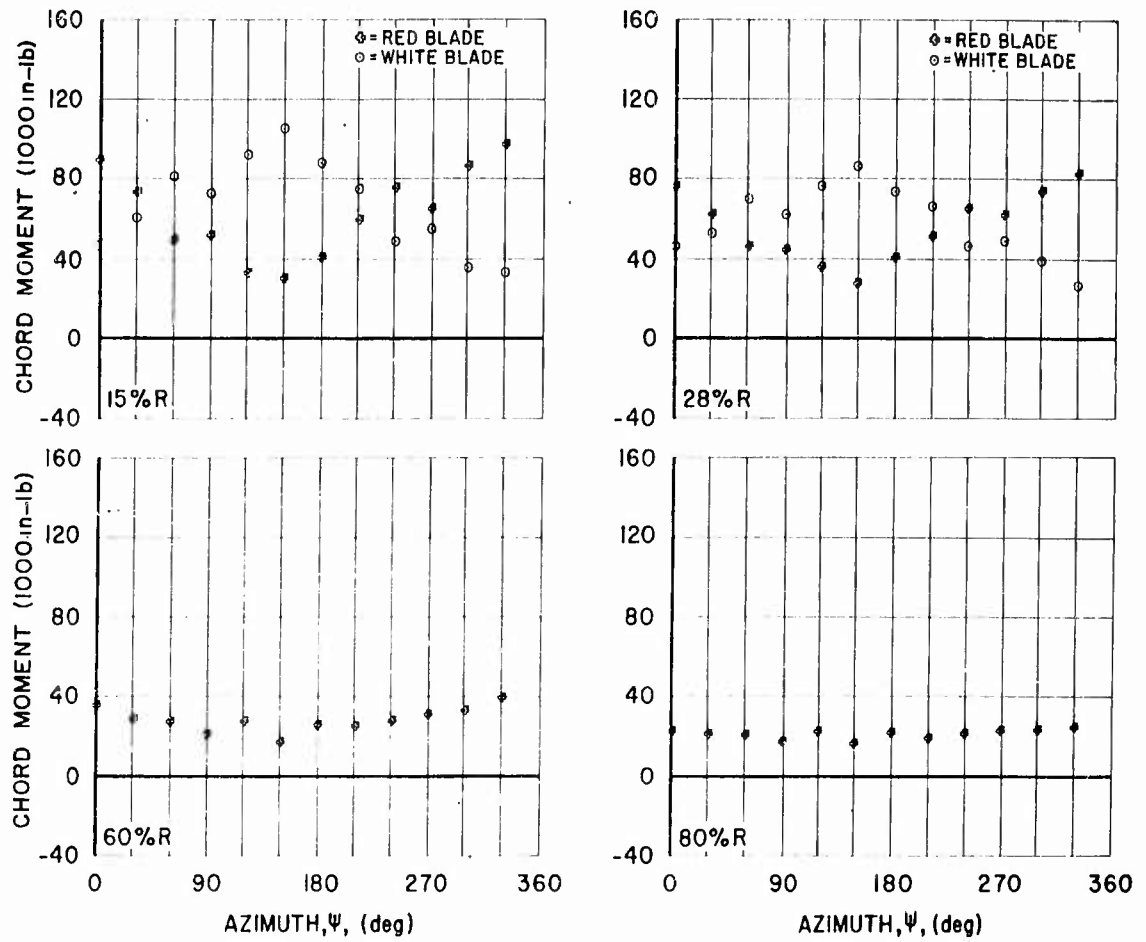 CHORD MOMENT (1000 in-lb)
160
120
80
40
0
-40
= RED BLADE
= WHITE BLADE
15%R
160
120
80
40
0
-40
= RED BLADE
= WHITE BLADE
28%R
CHORD MOMENT (1000 in-lb)
160
120
80
40
0
-40
60%R
0 90 180 270 360
AZIMUTH, Ψ, (deg)
160
120
80
40
0
-40
80%R
0 90 180 270 360
AZIMUTH, Ψ, (deg)